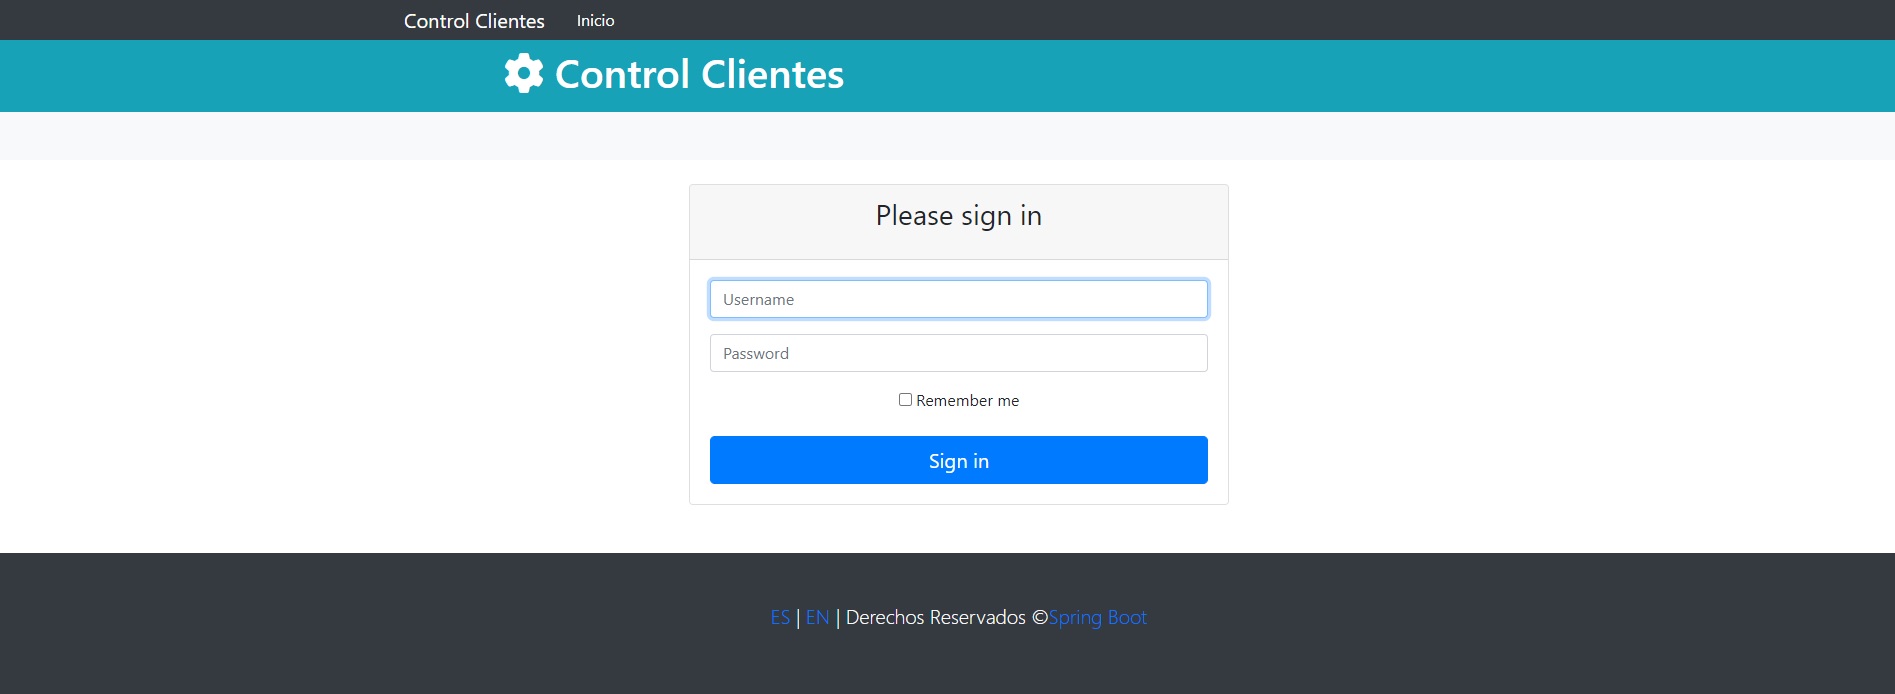 Control Clientes Inicio
Control Clientes
Please sign in
Username
Password
Remember me
Sign in
ES | EN | Derechos Reservados ©Spring Boot